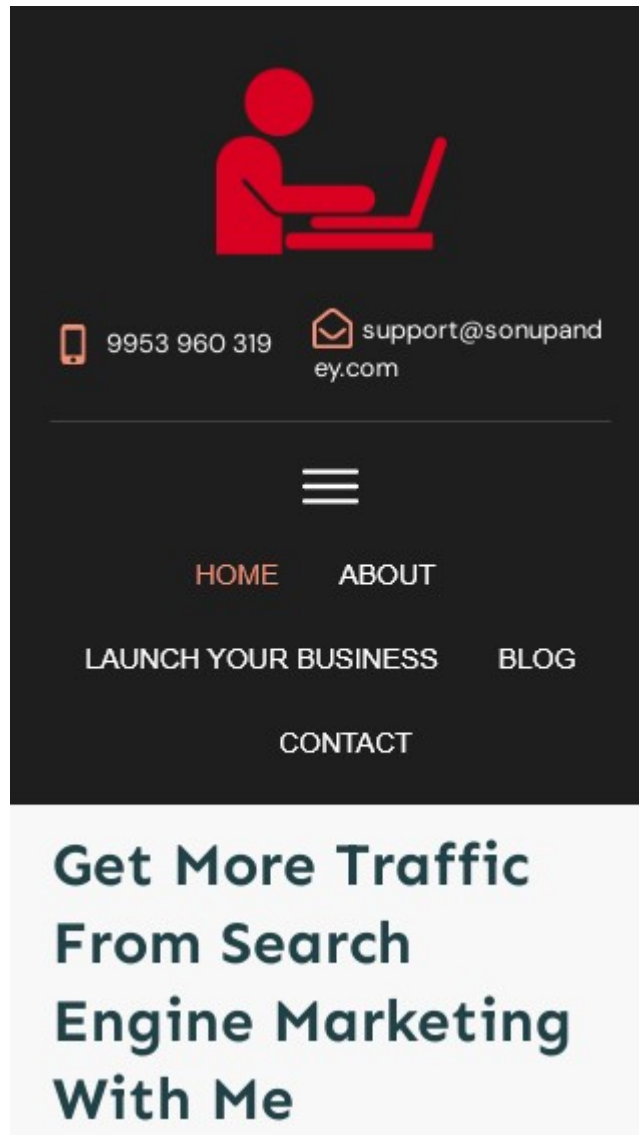 9953 960 319
support@sonupand
ey.com
HOME ABOUT
LAUNCH YOUR BUSINESS BLOG
CONTACT
Get More Traffic
From Search
Engine Marketing
With Me